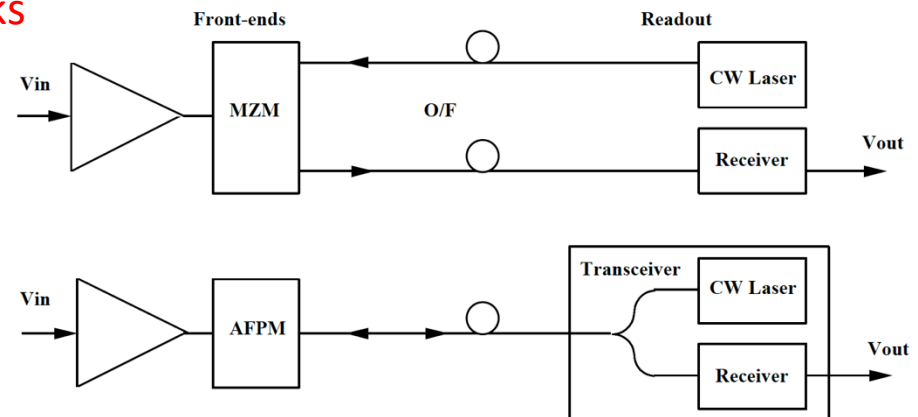 ks
Front-ends
Readout
Vin
MZM
O/F
CW Laser
Receiver
Vout
Vin
AFPM
Transceiver
CW Laser
Receiver
Vout